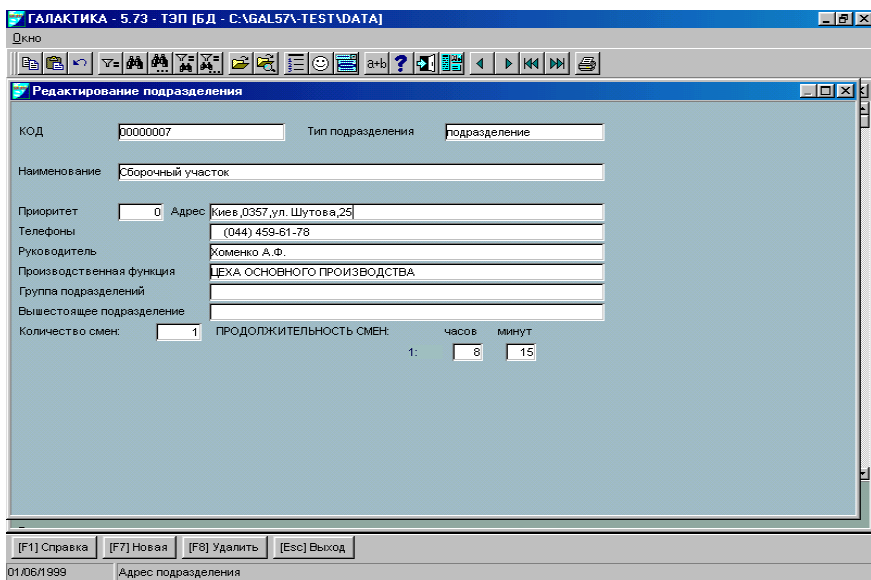 ГАЛАКТИКА - 5.73 - ТЭП [БД - C:\GAL57\-TEST\DATA]
Окно
a+b ?
Редактирование подразделения
КОД 00000007 Тип подразделения подразделение
Наименование Сборочный участок
Приоритет 0 Адрес Киев,0357,ул. Шутова,25
Телефоны (044) 459-61-78
Руководитель Хоменко А.Ф.
Производственная функция ЦЕХА ОСНОВНОГО ПРОИЗВОДСТВА
Группа подразделений
Вышестоящее подразделение
Количество смен: 1 ПРОДОЛЖИТЕЛЬНОСТЬ СМЕН: часов минут
1: 8 15
[F1] Справка [F7] Новая [F8] Удалить [Esc] Выход
01/06/1999 Адрес подразделения